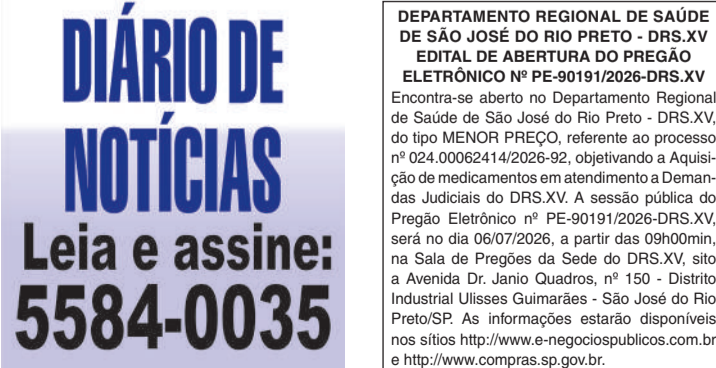 DIÁRIO DE
NOTÍCIAS
Leia e assine:
5584-0035
DEPARTAMENTO REGIONAL DE SAÚDE
DE SÃO JOSÉ DO RIO PRETO - DRS.XV
EDITAL DE ABERTURA DO PREGÃO
ELETRÔNICO Nº PE-90191/2026-DRS.XV
Encontra-se aberto no Departamento Regional
de Saúde de São José do Rio Preto - DRS.XV,
do tipo MENOR PREÇO, referente ao processo
nº 024.00062414/2026-92, objetivando a Aquisi-
ção de medicamentos em atendimento a Deman-
das Judiciais do DRS.XV. A sessão pública do
Pregão Eletrônico nº PE-90191/2026-DRS.XV,
será no dia 06/07/2026, a partir das 09h00min,
na Sala de Pregões da Sede do DRS.XV, sito
a Avenida Dr. Janio Quadros, nº 150 - Distrito
Industrial Ulisses Guimarães - São José do Rio
Preto/SP. As informações estarão disponíveis
nos sítios http://www.e-negociospublicos.com.br
e http://www.compras.sp.gov.br.